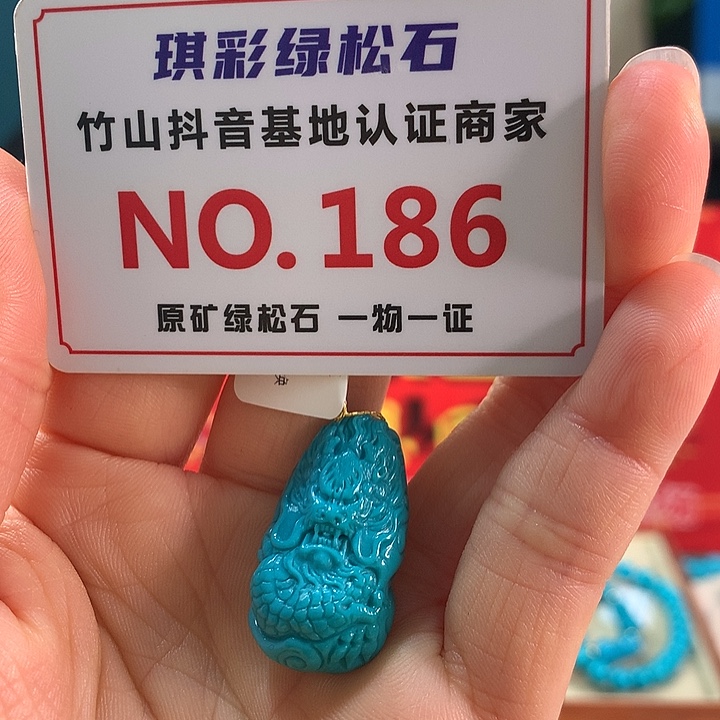 琪彩绿松石
竹山抖音基地认证商家
NO.186
原矿绿松石 一物一证